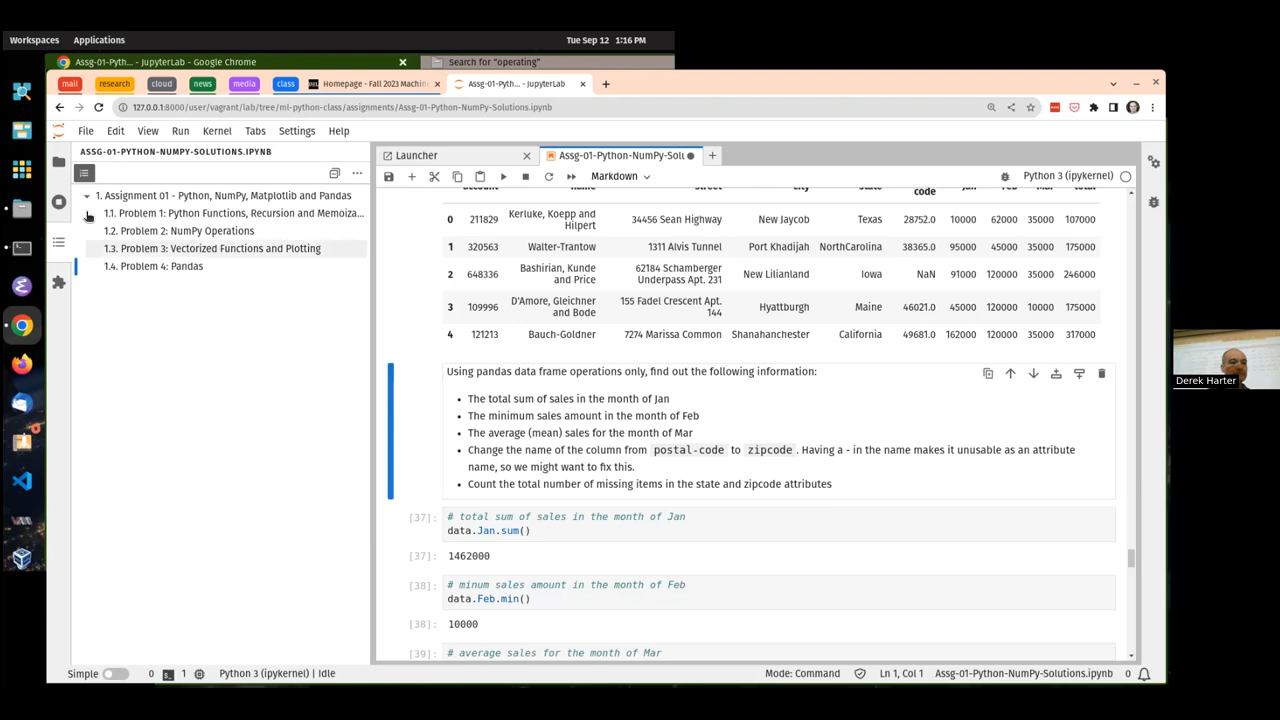 Workspaces Applications Tue Sep 12 1:16 PM
Assg-01-Pyth... - JupyterLab - Google Chrome Search for "operating"
mail research cloud news media class Homepage - Fall 2023 Machin Assg-01-Pyth... - JupyterLab
127.0.0.1:8000/user/vagrant/lab/tree/ml-python-class/assignments/Assg-01-Python-NumPy-Solutions.ipynb
File Edit View Run Kernel Tabs Settings Help
ASSG-01-PYTHON-NUMPY-SOLUTIONS.IPYNB
Launcher Assg-01-Python-NumPy-Solut
Markdown Python 3 (ipykernel)
1. Assignment 01 - Python, NumPy, Matplotlib and Pandas
1.1. Problem 1: Python Functions, Recursion and Memoiza...
1.2. Problem 2: NumPy Operations
1.3. Problem 3: Vectorized Functions and Plotting
1.4. Problem 4: Pandas
account name street city state code Jan Feb Mar total
0 211829 Kerluke, Koepp and Hilpert 34456 Sean Highway New Jaycob Texas 28752.0 10000 62000 35000 107000
1 320563 Walter-Trantow 1311 Alvis Tunnel Port Khadijah NorthCarolina 38365.0 95000 45000 35000 175000
2 648336 Bashirian, Kunde and Price 62184 Schamberger Underpass Apt. 231 New Lilianland Iowa NaN 91000 120000 35000 246000
3 109996 D'Amore, Gleichner and Bode 155 Fadel Crescent Apt. 144 Hyattburgh Maine 46021.0 45000 120000 10000 175000
4 121213 Bauch-Goldner 7274 Marissa Common Shanahanchester California 49681.0 162000 120000 35000 317000
Using pandas data frame operations only, find out the following information:
• The total sum of sales in the month of Jan
• The minimum sales amount in the month of Feb
• The average (mean) sales for the month of Mar
• Change the name of the column from postal-code to zipcode. Having a - in the name makes it unusable as an attribute
name, so we might want to fix this.
• Count the total number of missing items in the state and zipcode attributes
[37]: # total sum of sales in the month of Jan
data.Jan.sum()
[37]: 1462000
[38]: # minum sales amount in the month of Feb
data.Feb.min()
[38]: 10000
[39]: # average sales for the month of Mar
Simple 0 1 Python 3 (ipykernel) | Idle Mode: Command Ln 1, Col 1 Assg-01-Python-NumPy-Solutions.ipynb 0
Derek Harter